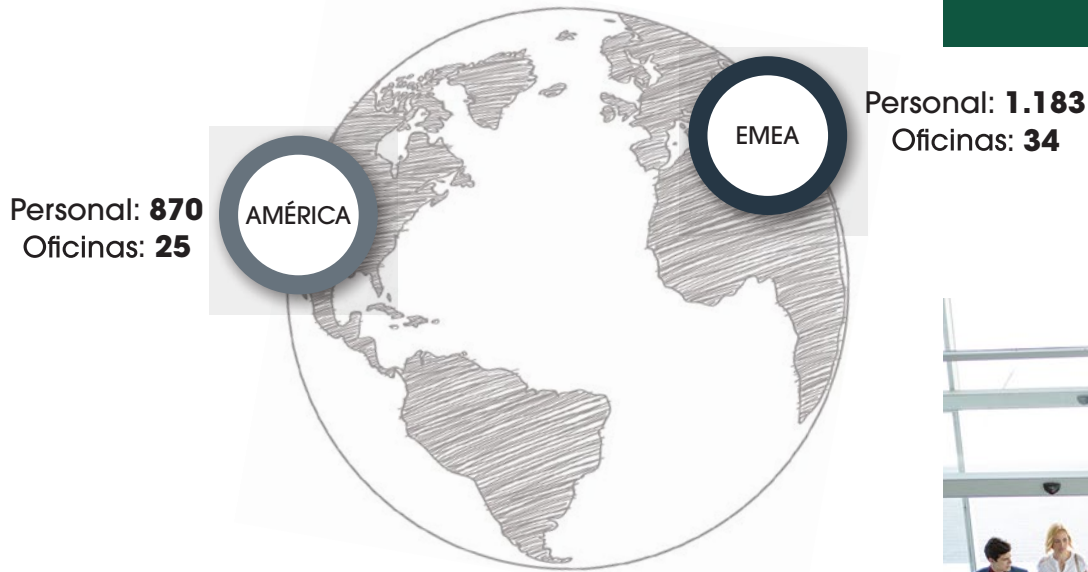 Personal: 1.183
Oficinas: 34
EMEA
Personal: 870
Oficinas: 25
AMÉRICA